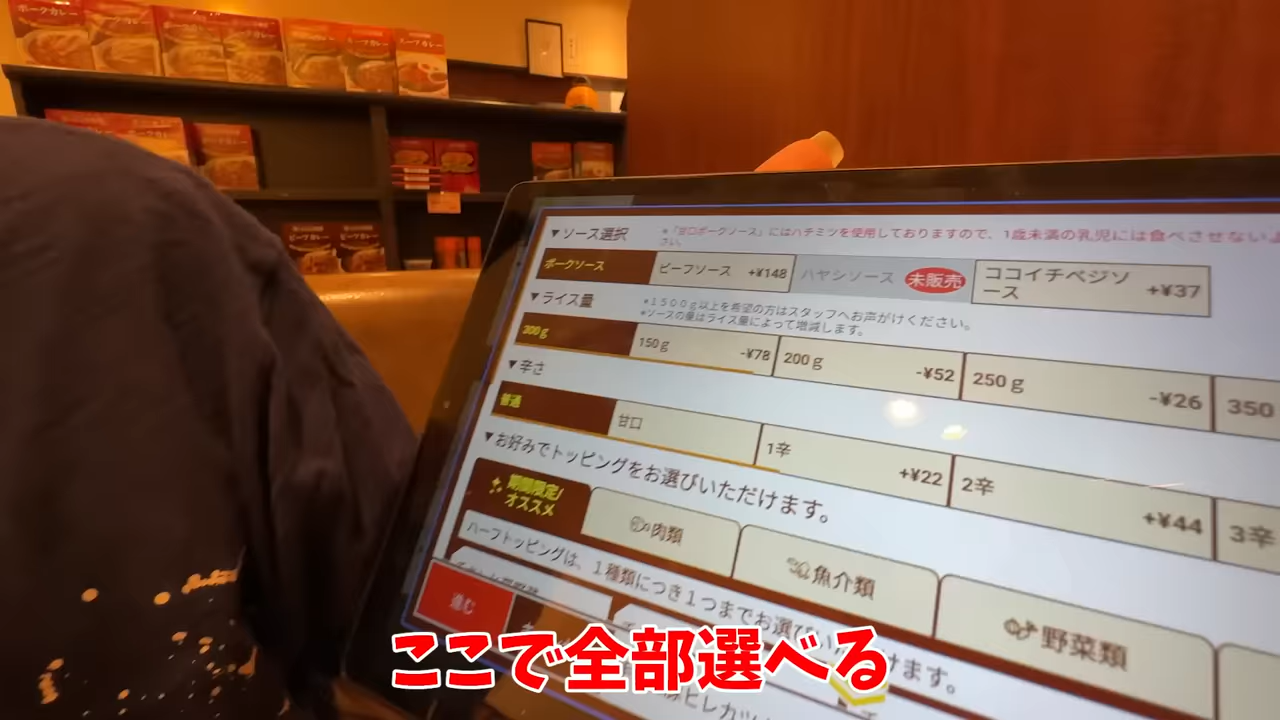 ポークカレー
ビーフカレー
▼ソース選択
※「甘口ポークソース」にはハチミツを使用しておりますので、1歳未満の乳児には食べさせないよ
さい。
ポークソース
ビーフソース +¥148
ハヤシソース 未販売
ココイチベジソース +¥37
▼ライス量
※1500g以上を希望の方はスタッフへお声がけください。
※ソースの量はライス量によって増減します。
300g
150g -¥78
200g -¥52
250g -¥26
350
▼辛さ
普通
甘口
1辛 +¥22
2辛 +¥44
3辛
▼お好みでトッピングをお選びいただけます。
期間限定/
オススメ
肉類
魚介類
野菜類
ハーフトッピングは、1種類につき1つまでお選びいただけます。
進む
ここで全部選べる